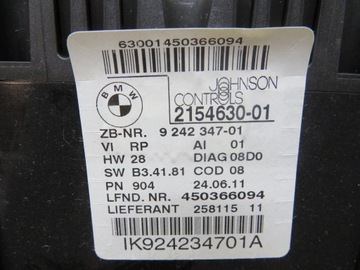 63001450366094
BMW
JOHNSON
CONTROLS
2154630-01
ZB-NR. 9 242 347-01
VI RP AI 01
HW 28 DIAG 08D0
SW B3.41.81 COD 08
PN 904 24.06.11
LFND. NR. 450366094
LIEFERANT 258115 11
IK924234701A